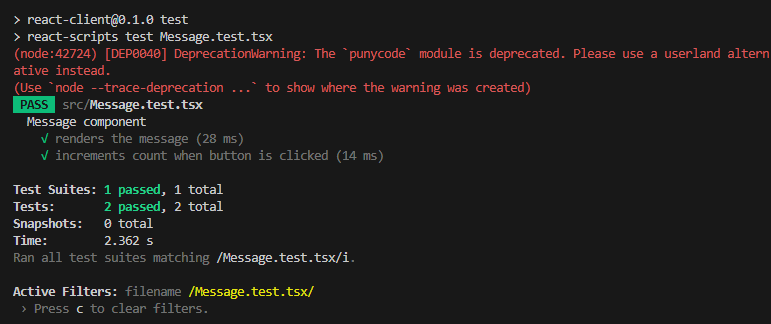 > react-client@0.1.0 test
> react-scripts test Message.test.tsx
(node:42724) [DEP0040] DeprecationWarning: The `punycode` module is deprecated. Please use a userland altern
ative instead.
(Use `node --trace-deprecation ...` to show where the warning was created)
PASS src/Message.test.tsx
Message component
√ renders the message (28 ms)
√ increments count when button is clicked (14 ms)
Test Suites: 1 passed, 1 total
Tests: 2 passed, 2 total
Snapshots: 0 total
Time: 2.362 s
Ran all test suites matching /Message.test.tsx/i.
Active Filters: filename /Message.test.tsx/
› Press c to clear filters.